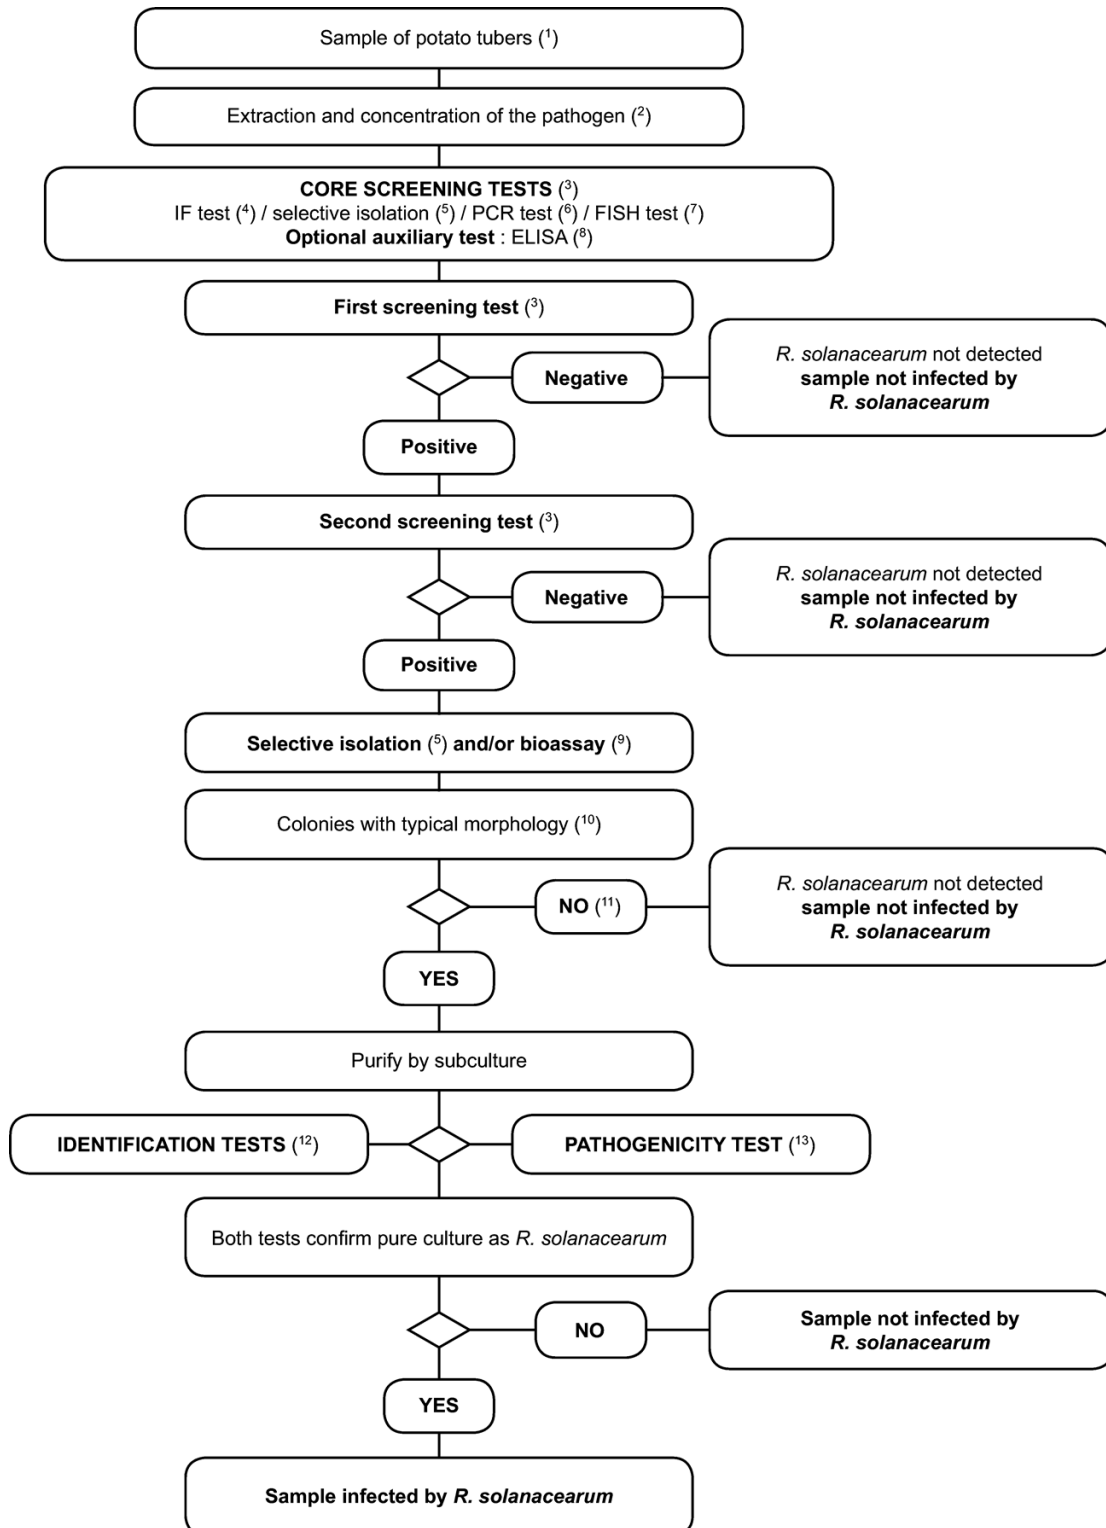 Sample of potato tubers (¹)
Extraction and concentration of the pathogen (²)
CORE SCREENING TESTS (³)
IF test (⁴) / selective isolation (⁵) / PCR test (⁶) / FISH test (⁷)
Optional auxiliary test : ELISA (⁸)
First screening test (³)
Negative
R. solanacearum not detected
sample not infected by
R. solanacearum
Positive
Second screening test (³)
Negative
R. solanacearum not detected
sample not infected by
R. solanacearum
Positive
Selective isolation (⁵) and/or bioassay (⁹)
Colonies with typical morphology (¹⁰)
NO (¹¹)
R. solanacearum not detected
sample not infected by
R. solanacearum
YES
Purify by subculture
IDENTIFICATION TESTS (¹²)
PATHOGENICITY TEST (¹³)
Both tests confirm pure culture as R. solanacearum
NO
Sample not infected by
R. solanacearum
YES
Sample infected by R. solanacearum